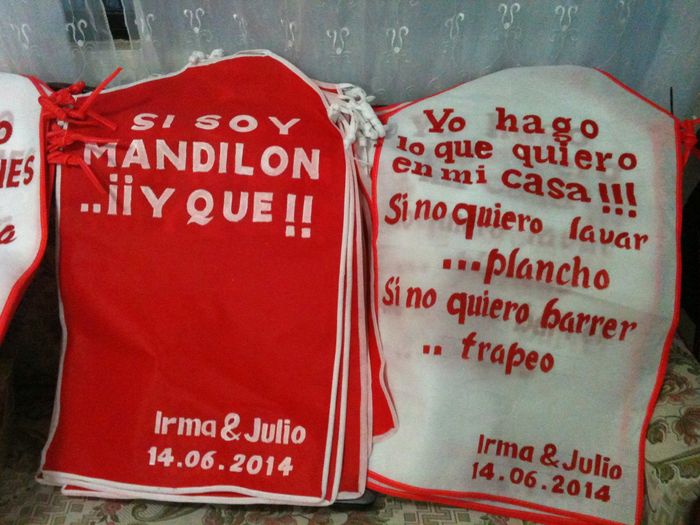 O
NES
SI SOY
MANDILON
..¡¡Y QUE!!
Irma & Julio
14.06.2014
Yo hago
lo que quiero
en mi casa!!!
Si no quiero lavar
...plancho
Si no quiero barrer
.. trapeo
Irma & Julio
14.06.2014